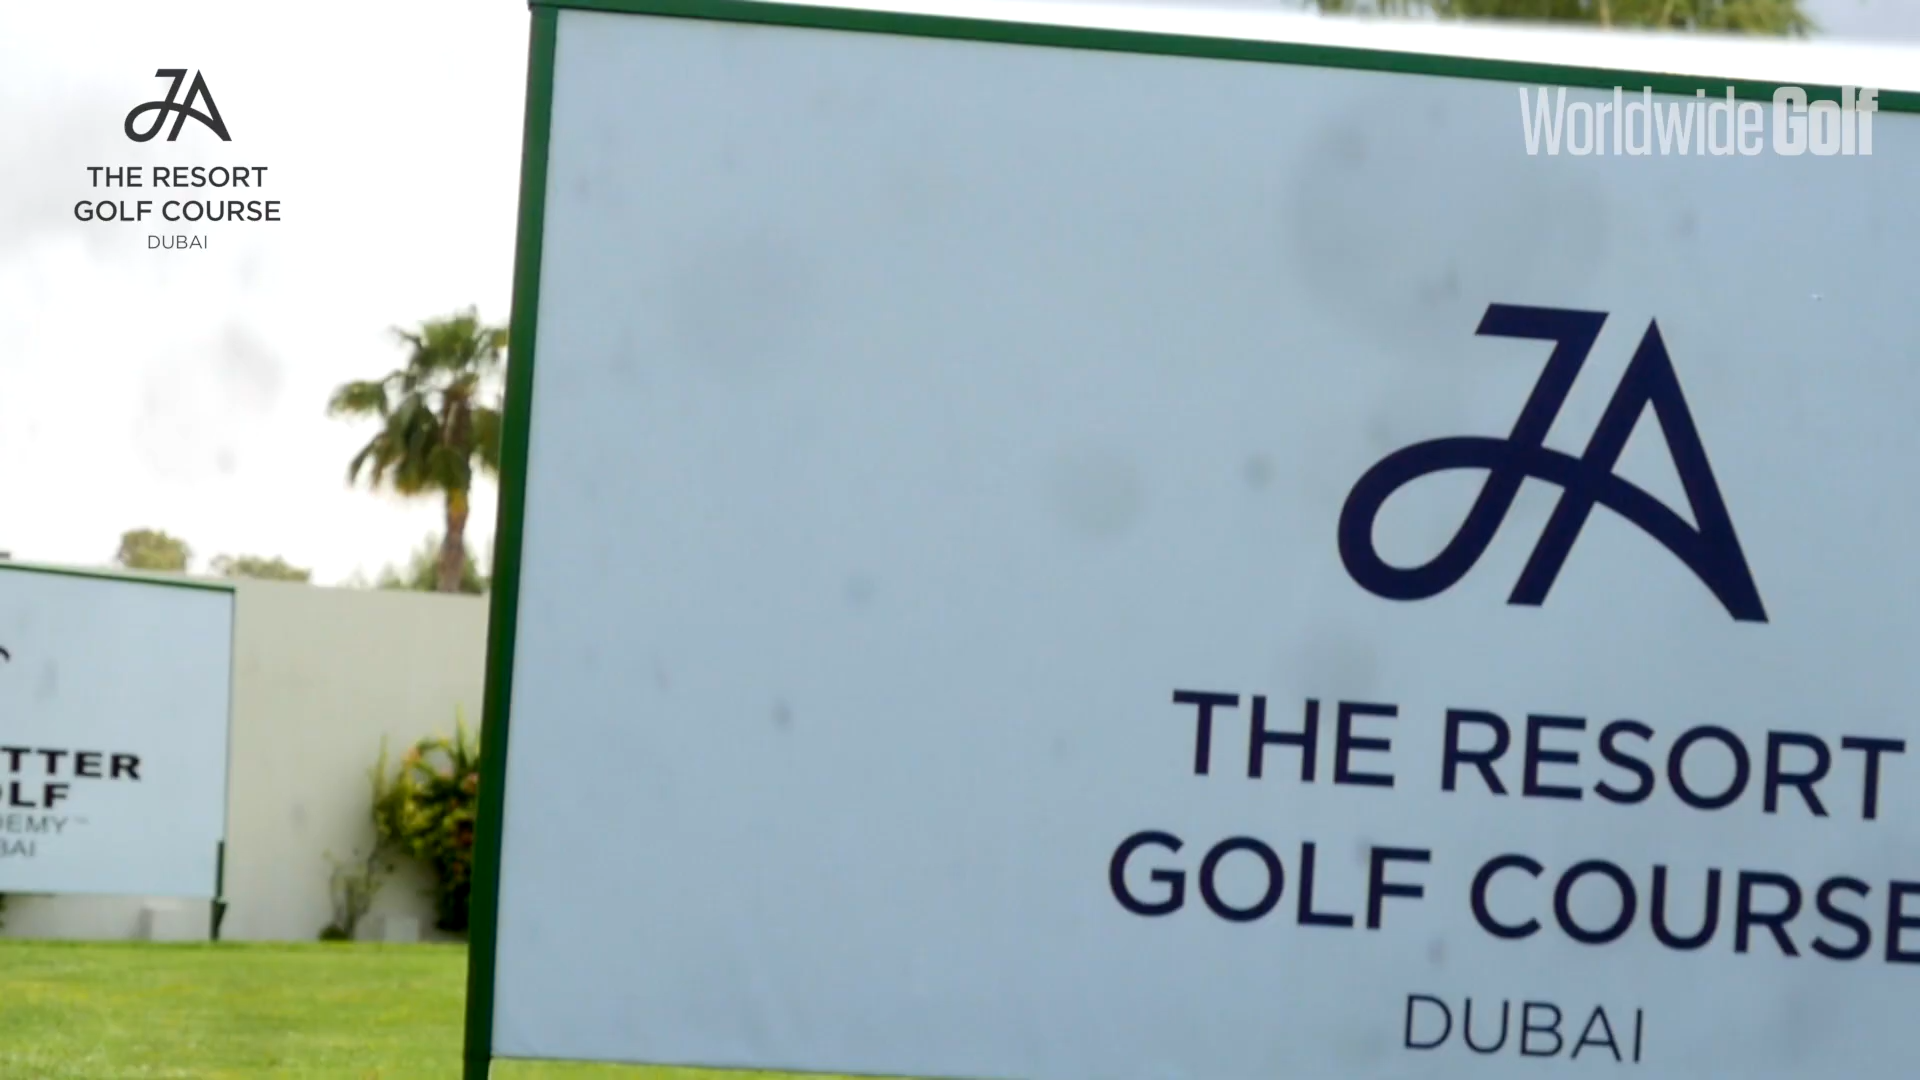 JA
THE RESORT
GOLF COURSE
DUBAI
Worldwide Golf
JA
THE RESORT
GOLF COURSE
DUBAI